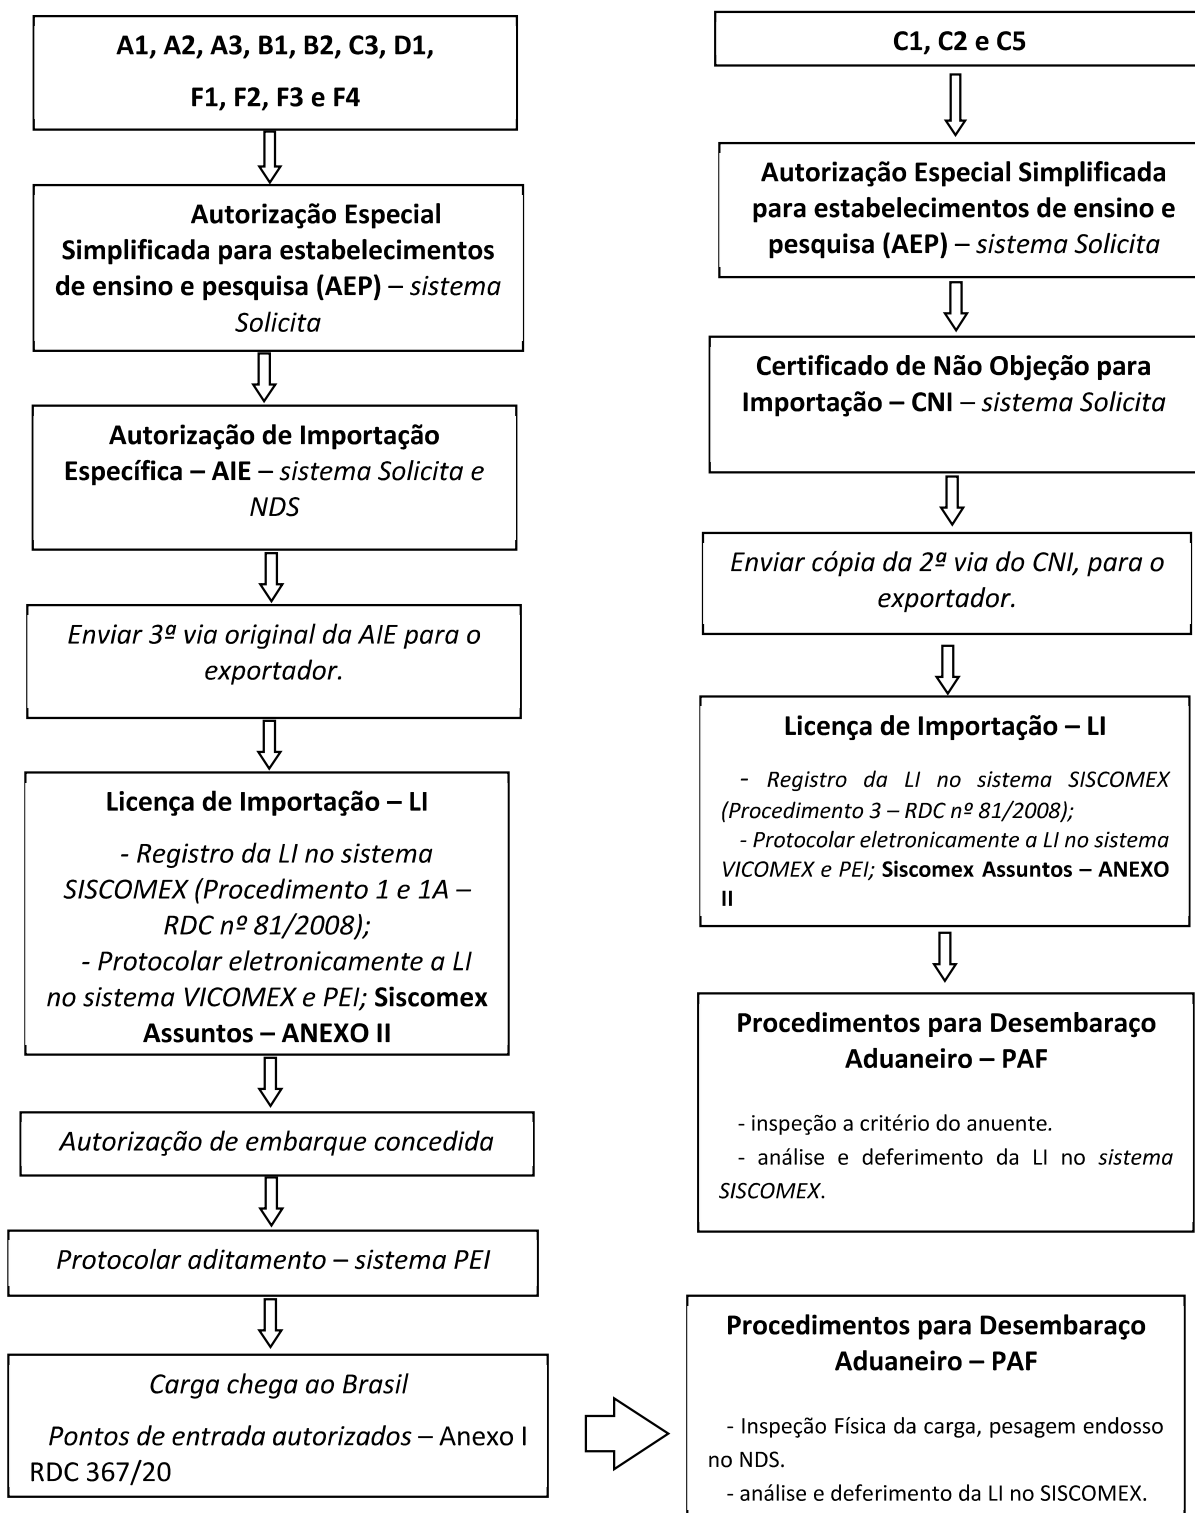 A1, A2, A3, B1, B2, C3, D1,
F1, F2, F3 e F4
Autorização Especial
Simplificada para estabelecimentos
de ensino e pesquisa (AEP) – sistema
Solicita
Autorização de Importação
Específica – AIE – sistema Solicita e
NDS
Enviar 3ª via original da AIE para o
exportador.
Licença de Importação – LI
- Registro da LI no sistema
SISCOMEX (Procedimento 1 e 1A –
RDC nº 81/2008);
- Protocolar eletronicamente a LI
no sistema VICOMEX e PEI; Siscomex
Assuntos – ANEXO II
Autorização de embarque concedida
Protocolar aditamento – sistema PEI
Carga chega ao Brasil
Pontos de entrada autorizados – Anexo I
RDC 367/20
C1, C2 e C5
Autorização Especial Simplificada
para estabelecimentos de ensino e
pesquisa (AEP) – sistema Solicita
Certificado de Não Objeção para
Importação – CNI – sistema Solicita
Enviar cópia da 2ª via do CNI, para o
exportador.
Licença de Importação – LI
- Registro da LI no sistema SISCOMEX
(Procedimento 3 – RDC nº 81/2008);
- Protocolar eletronicamente a LI no sistema
VICOMEX e PEI; Siscomex Assuntos – ANEXO
II
Procedimentos para Desembaraço
Aduaneiro – PAF
- inspeção a critério do anuente.
- análise e deferimento da LI no sistema
SISCOMEX.
Procedimentos para Desembaraço
Aduaneiro – PAF
- Inspeção Física da carga, pesagem endosso
no NDS.
- análise e deferimento da LI no SISCOMEX.